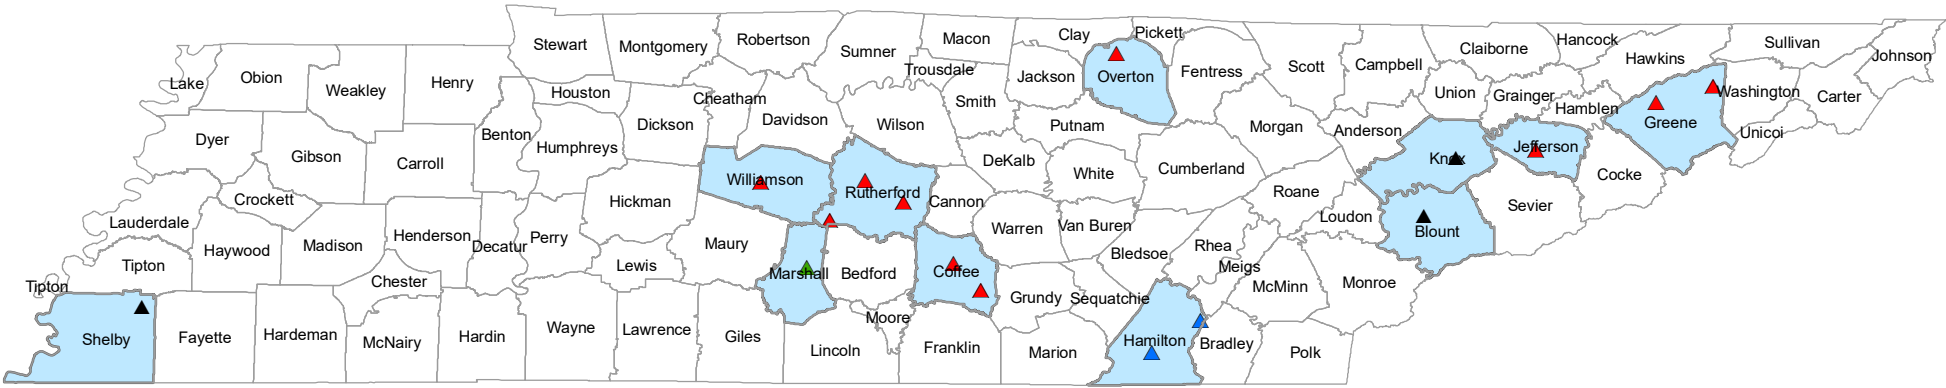 Stewart
Montgomery
Robertson
Sumner
Macon
Trousdale
Clay
Pickett
Overton
Jackson
Fentress
Scott
Campbell
Claiborne
Hancock
Hawkins
Sullivan
Johnson
Lake
Obion
Weakley
Henry
Houston
Cheatham
Davidson
Wilson
Smith
Putnam
Morgan
Anderson
Union
Grainger
Hamblen
Greene
Washington
Carter
Unicoi
Dyer
Gibson
Carroll
Benton
Humphreys
Dickson
Williamson
Rutherford
Cannon
DeKalb
White
Cumberland
Roane
Knox
Jefferson
Cocke
Sevier
Lauderdale
Crockett
Haywood
Madison
Henderson
Decatur
Perry
Hickman
Maury
Lewis
Marshall
Bedford
Coffee
Warren
Van Buren
Bledsoe
Rhea
Meigs
Loudon
Blount
Monroe
McMinn
Tipton
Tipton
Chester
Shelby
Fayette
Hardeman
McNairy
Hardin
Wayne
Lawrence
Giles
Lincoln
Moore
Franklin
Grundy
Sequatchie
Marion
Hamilton
Bradley
Polk